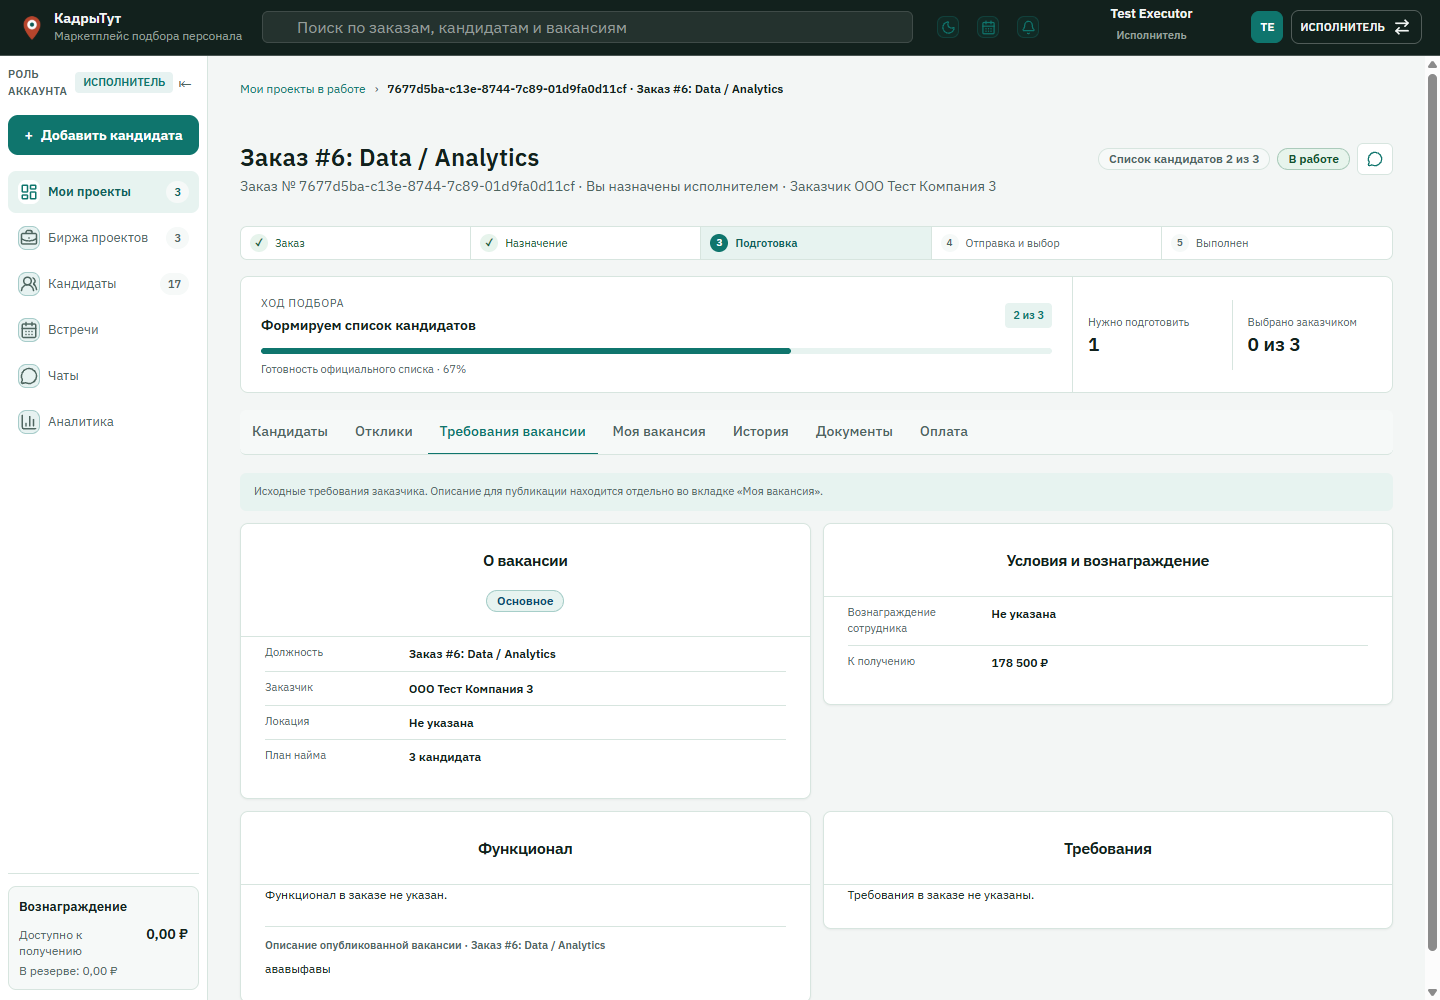 КадрыТут
Маркетплейс подбора персонала
Поиск по заказам, кандидатам и вакансиям
Test Executor
Исполнитель
TE
ИСПОЛНИТЕЛЬ
РОЛЬ АККАУНТА
ИСПОЛНИТЕЛЬ
+ Добавить кандидата
Мои проекты 3
Биржа проектов 3
Кандидаты 17
Встречи
Чаты
Аналитика
Вознаграждение
Доступно к получению
0,00 ₽
В резерве: 0,00 ₽
Мои проекты в работе › 7677d5ba-c13e-8744-7c89-01d9fa0d11cf · Заказ #6: Data / Analytics
Заказ #6: Data / Analytics
Заказ № 7677d5ba-c13e-8744-7c89-01d9fa0d11cf · Вы назначены исполнителем · Заказчик ООО Тест Компания 3
Список кандидатов 2 из 3
В работе
✓ Заказ
✓ Назначение
3 Подготовка
4 Отправка и выбор
5 Выполнен
ХОД ПОДБОРА
Формируем список кандидатов
2 из 3
Готовность официального списка · 67%
Нужно подготовить
1
Выбрано заказчиком
0 из 3
Кандидаты
Отклики
Требования вакансии
Моя вакансия
История
Документы
Оплата
Исходные требования заказчика. Описание для публикации находится отдельно во вкладке «Моя вакансия».
О вакансии
Основное
Должность Заказ #6: Data / Analytics
Заказчик ООО Тест Компания 3
Локация Не указана
План найма 3 кандидата
Условия и вознаграждение
Вознаграждение сотрудника Не указана
К получению 178 500 ₽
Функционал
Функционал в заказе не указан.
Описание опубликованной вакансии · Заказ #6: Data / Analytics
ававыфавы
Требования
Требования в заказе не указаны.